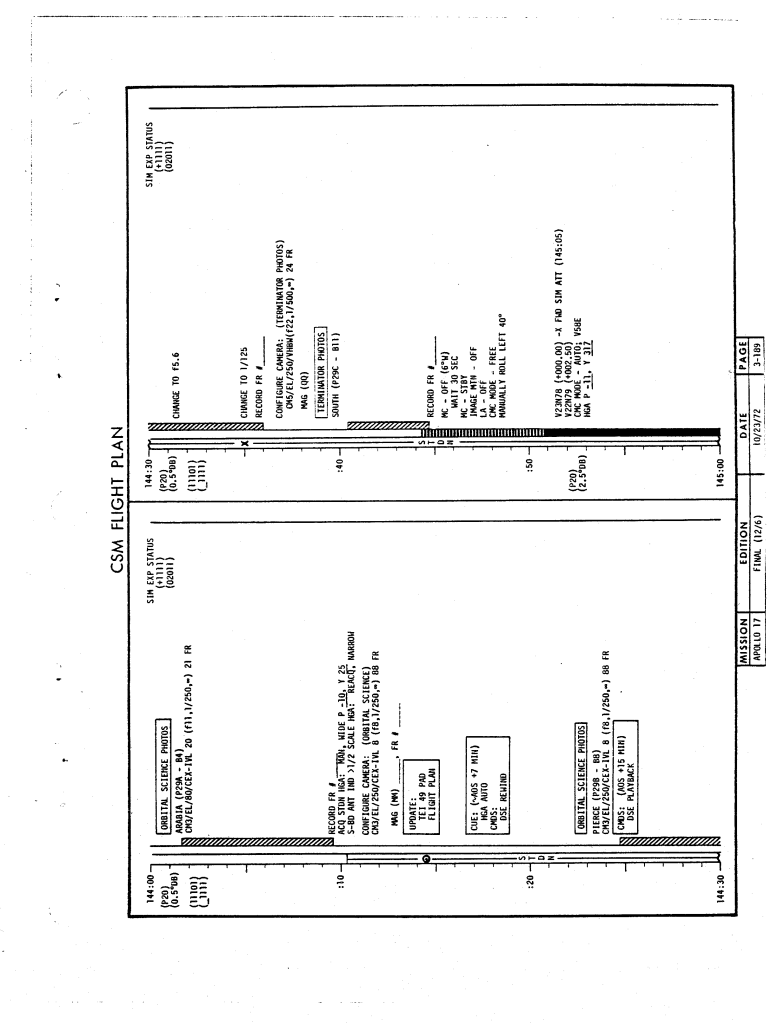 CSM FLIGHT PLAN
144:00
(P20)
(0.5°DB)
(11101)
(_1111)
:10
:20
144:30
S T D N
SIM EXP STATUS
(+1111)
(02011)
ORBITAL SCIENCE PHOTOS
ARABIA (P29A - B4)
CM3/EL/80/CEX-IVL 20 (f11,1/250,∞) 21 FR
RECORD FR # ____
ACQ STDN HGA: MAN, WIDE P -10, Y 25
S-BD ANT IND >1/2 SCALE HGA: REACQ, NARROW
CONFIGURE CAMERA: (ORBITAL SCIENCE)
CM3/EL/250/CEX-IVL 8 (f8,1/250,∞) 88 FR
MAG (MM) ____, FR # ____
UPDATE:
TEI 49 PAD
FLIGHT PLAN
CUE: (~AOS +7 MIN)
HGA AUTO
CMDS:
DSE REWIND
ORBITAL SCIENCE PHOTOS
PIERCE (P29B - B8)
CM3/EL/250/CEX-IVL 8 (f8,1/250,∞) 88 FR
CMDS: (AOS +15 MIN)
DSE PLAYBACK
144:30
(P20)
(0.5°DB)
(11101)
(_1111)
:40
:50
(P20)
(2.5°DB)
145:00
X
S T D N
SIM EXP STATUS
(+1111)
(02011)
CHANGE TO f5.6
CHANGE TO 1/125
RECORD FR # ____
CONFIGURE CAMERA: (TERMINATOR PHOTOS)
CM5/EL/250/VHBW(f22,1/500,∞) 24 FR
MAG (QQ)
TERMINATOR PHOTOS
SOUTH (P29C - B11)
RECORD FR # ____
MC - OFF (6°W)
WAIT 30 SEC
MC - STBY
IMAGE MTN - OFF
LA - OFF
CMC MODE - FREE
MANUALLY ROLL LEFT 40°
V23N78 (+000.00) -X FWD SIM ATT (145:05)
V22N79 (+002.50)
CMC MODE - AUTO; V58E
HGA P -11, Y 317
MISSION EDITION DATE PAGE
APOLLO 17 FINAL (12/6) 10/23/72 3-189